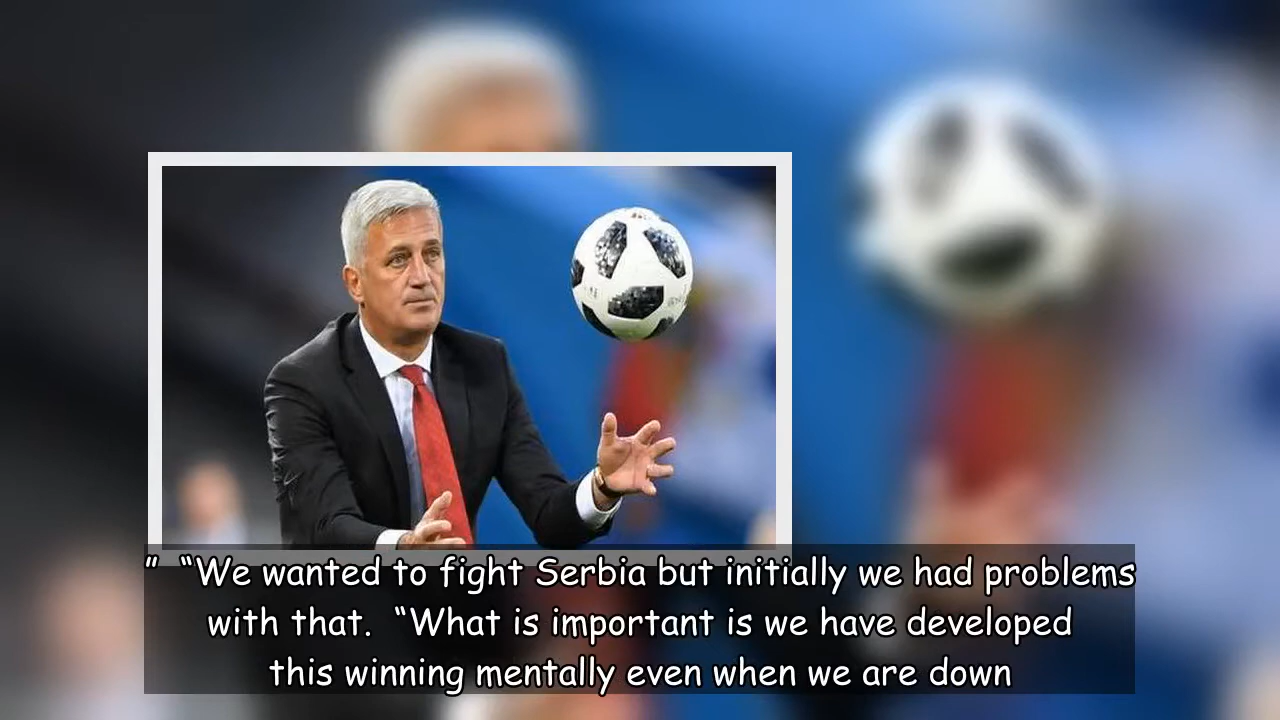 ” “We wanted to fight Serbia but initially we had problems
with that. “What is important is we have developed
this winning mentally even when we are down